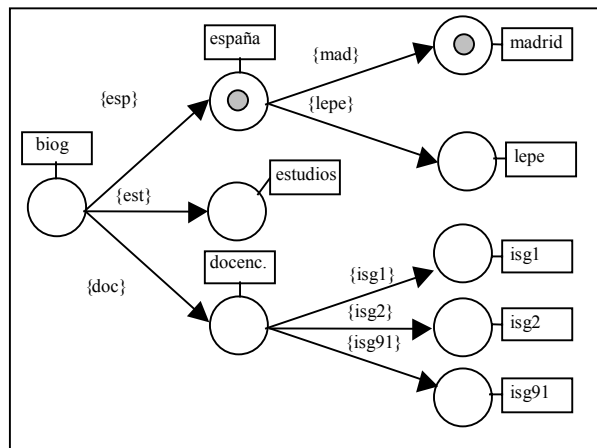 españa
{mad}
madrid
{esp}
{lepe}
biog
lepe
{est}
estudios
docenc.
{doc}
{isg1}
isg1
{isg2}
isg2
{isg91}
isg91